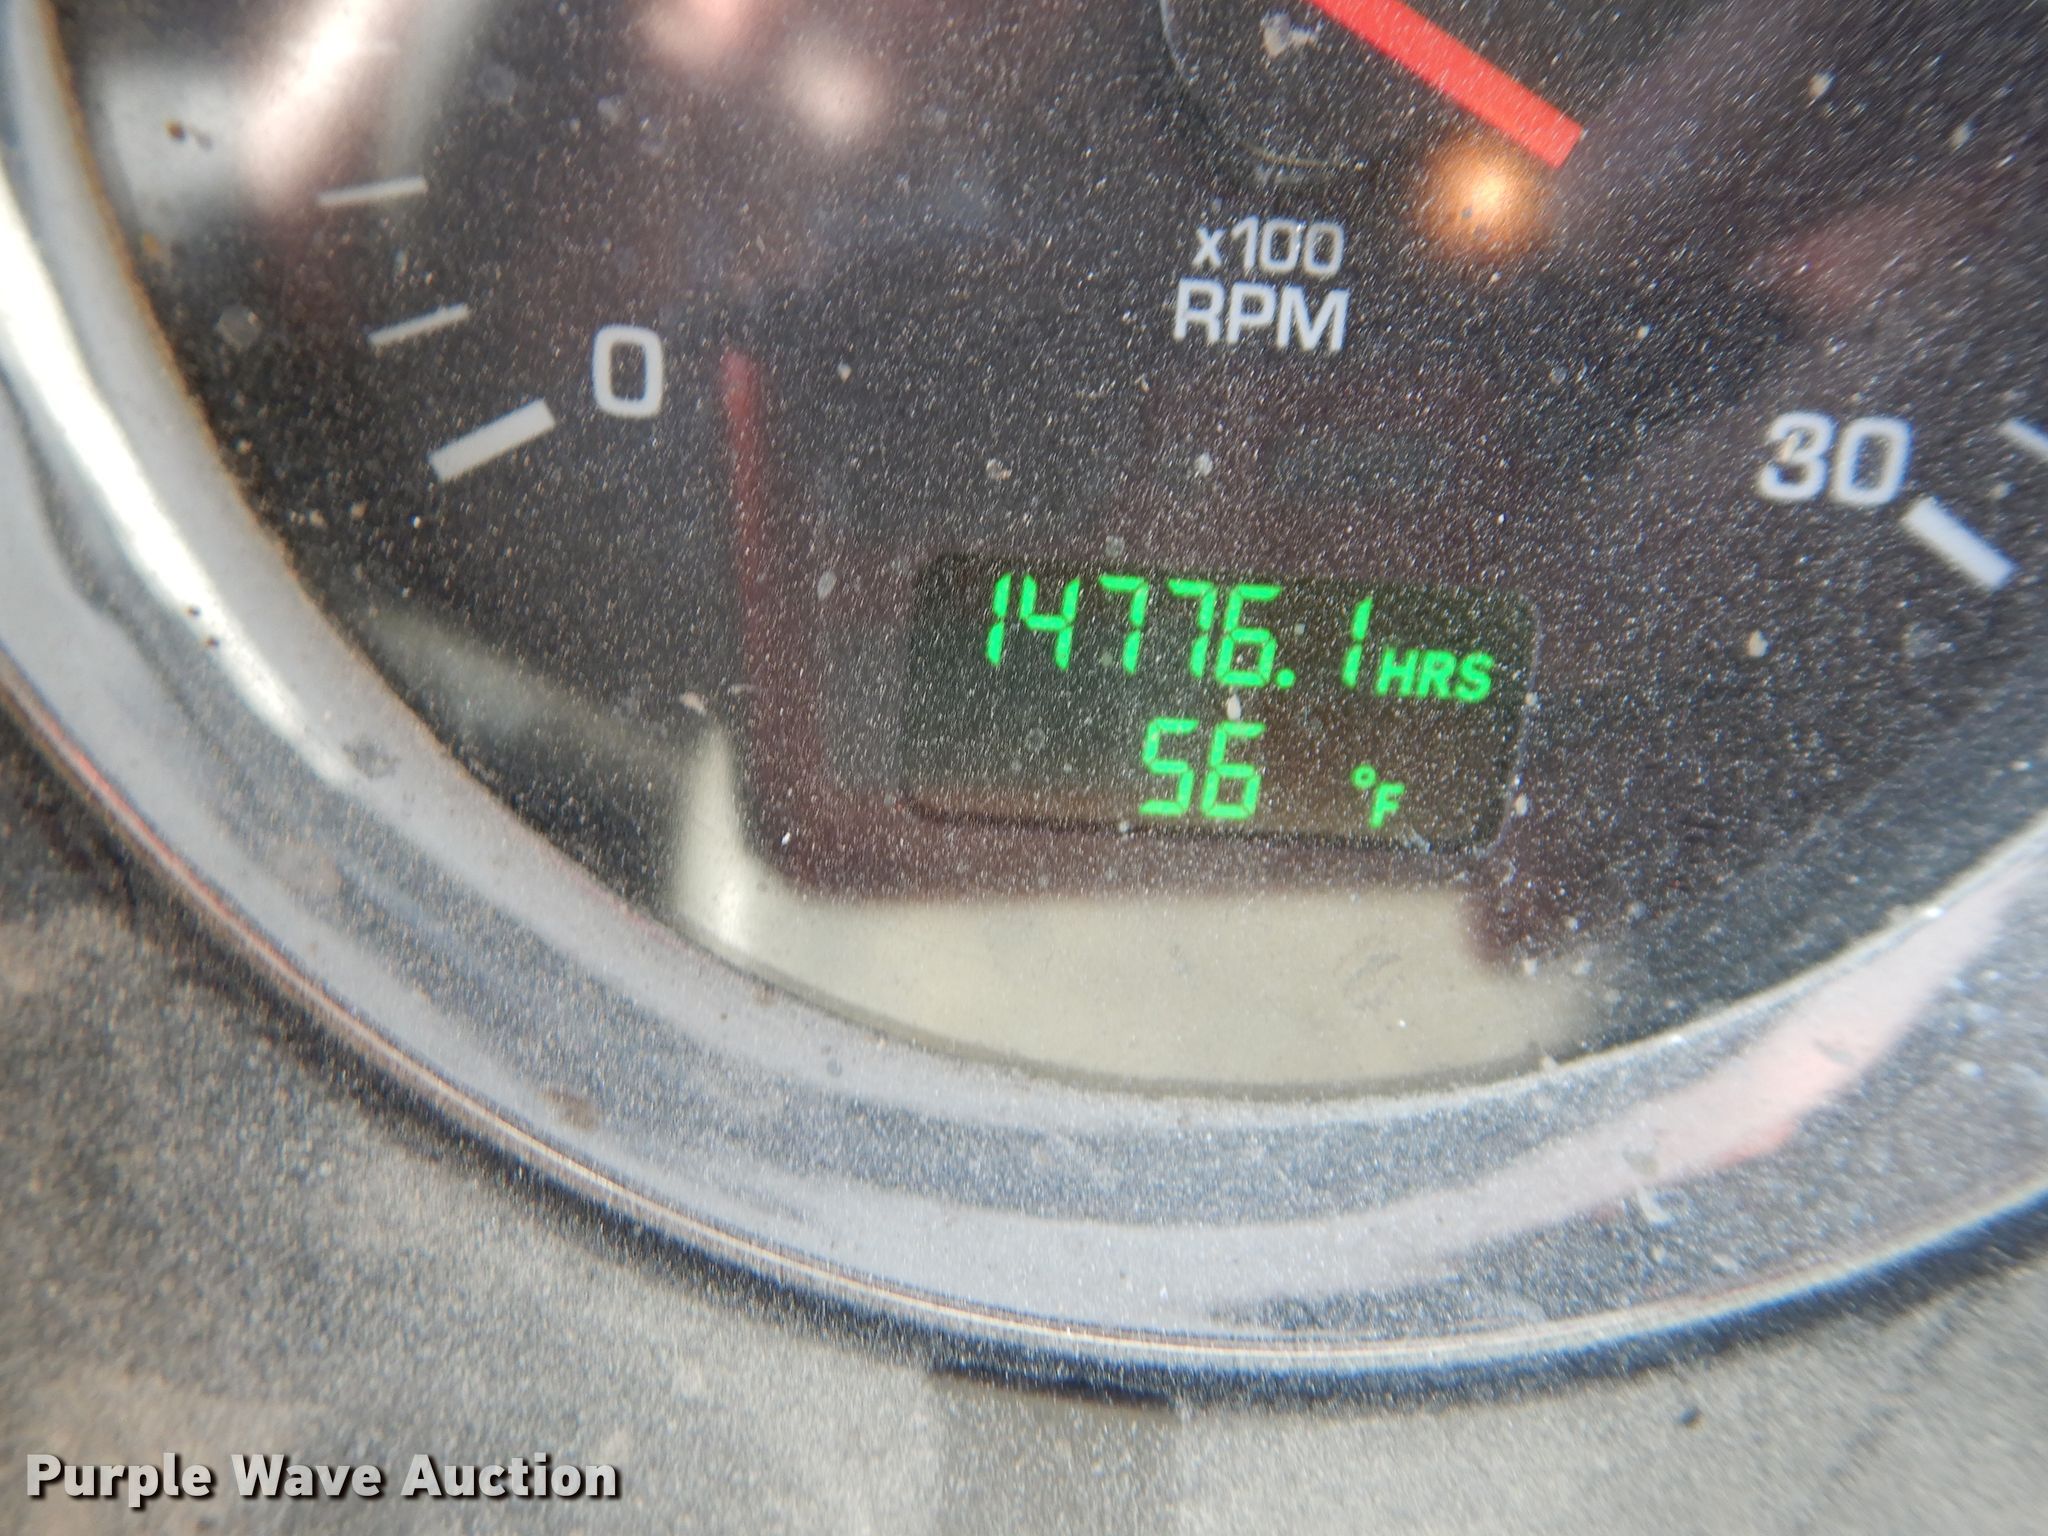 x100
RPM
0
30
14776.1 HRS
56 °F
Purple Wave Auction